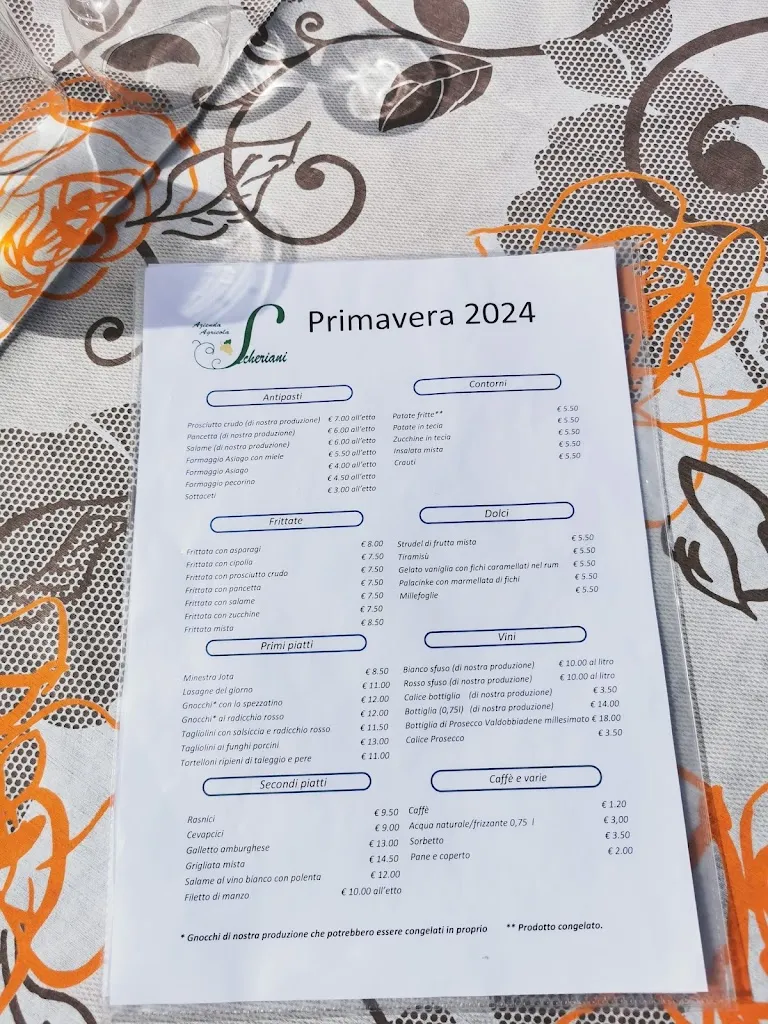 Azienda
Agricola
Scheriani
Primavera 2024
Antipasti
Prosciutto crudo (di nostra produzione) € 7.00 all'etto
Pancetta (di nostra produzione) € 6.00 all'etto
Salame (di nostra produzione) € 6.00 all'etto
Formaggio Asiago con miele € 5.50 all'etto
Formaggio Asiago € 4.00 all'etto
Formaggio pecorino € 4.50 all'etto
Sottaceti € 3.00 all'etto
Frittate
Frittata con asparagi € 8.00
Frittata con cipolla € 7.50
Frittata con prosciutto crudo € 7.50
Frittata con pancetta € 7.50
Frittata con salame € 7.50
Frittata con zucchine € 7.50
Frittata mista € 8.50
Primi piatti
Minestra Jota € 8.50
Lasagne del giorno € 11.00
Gnocchi* con lo spezzatino € 12.00
Gnocchi* al radicchio rosso € 12.00
Tagliolini con salsiccia e radicchio rosso € 11.50
Tagliolini ai funghi porcini € 13.00
Tortelloni ripieni di taleggio e pere € 11.00
Secondi piatti
Rasnici € 9.50
Cevapcici € 9.00
Galletto amburghese € 13.00
Grigliata mista € 14.50
Salame al vino bianco con polenta € 12.00
Filetto di manzo € 10.00 all'etto
Contorni
Patate fritte** € 5.50
Patate in tecia € 5.50
Zucchine in tecia € 5.50
Insalata mista € 5.50
Crauti € 5.50
Dolci
Strudel di frutta mista € 5.50
Tiramisù € 5.50
Gelato vaniglia con fichi caramellati nel rum € 5.50
Palacinke con marmellata di fichi € 5.50
Millefoglie € 5.50
Vini
Bianco sfuso (di nostra produzione) € 10.00 al litro
Rosso sfuso (di nostra produzione) € 10.00 al litro
Calice bottiglia (di nostra produzione) € 3.50
Bottiglia (0,75l) (di nostra produzione) € 14.00
Bottiglia di Prosecco Valdobbiadene millesimato € 18.00
Calice Prosecco € 3.50
Caffè e varie
Caffè € 1.20
Acqua naturale/frizzante 0,75 l € 3,00
Sorbetto € 3.50
Pane e coperto € 2.00
* Gnocchi di nostra produzione che potrebbero essere congelati in proprio ** Prodotto congelato.